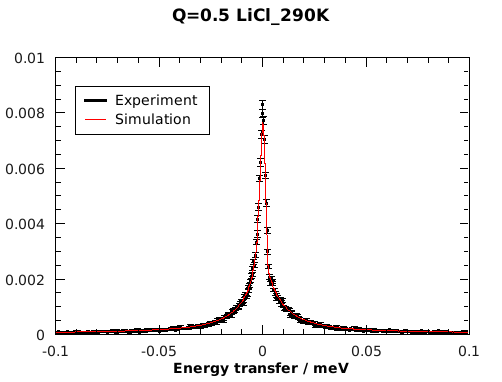 Q=0.5 LiCl_290K
0.01
0.008
0.006
0.004
0.002
0
Experiment
Simulation
-0.1 -0.05 0 0.05 0.1
Energy transfer / meV